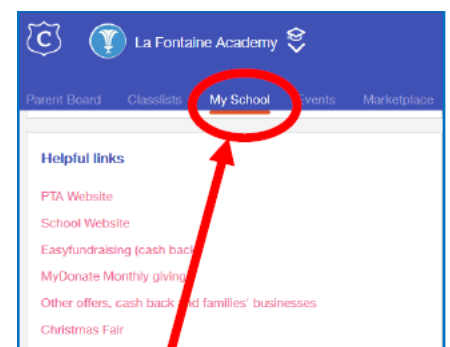 C La Fontaine Academy
Parent Board Classlists My School Events Marketplace
Helpful links
PTA Website
School Website
Easyfundraising (cash back
MyDonate Monthly giving
Other offers, cash back and families' businesses
Christmas Fair